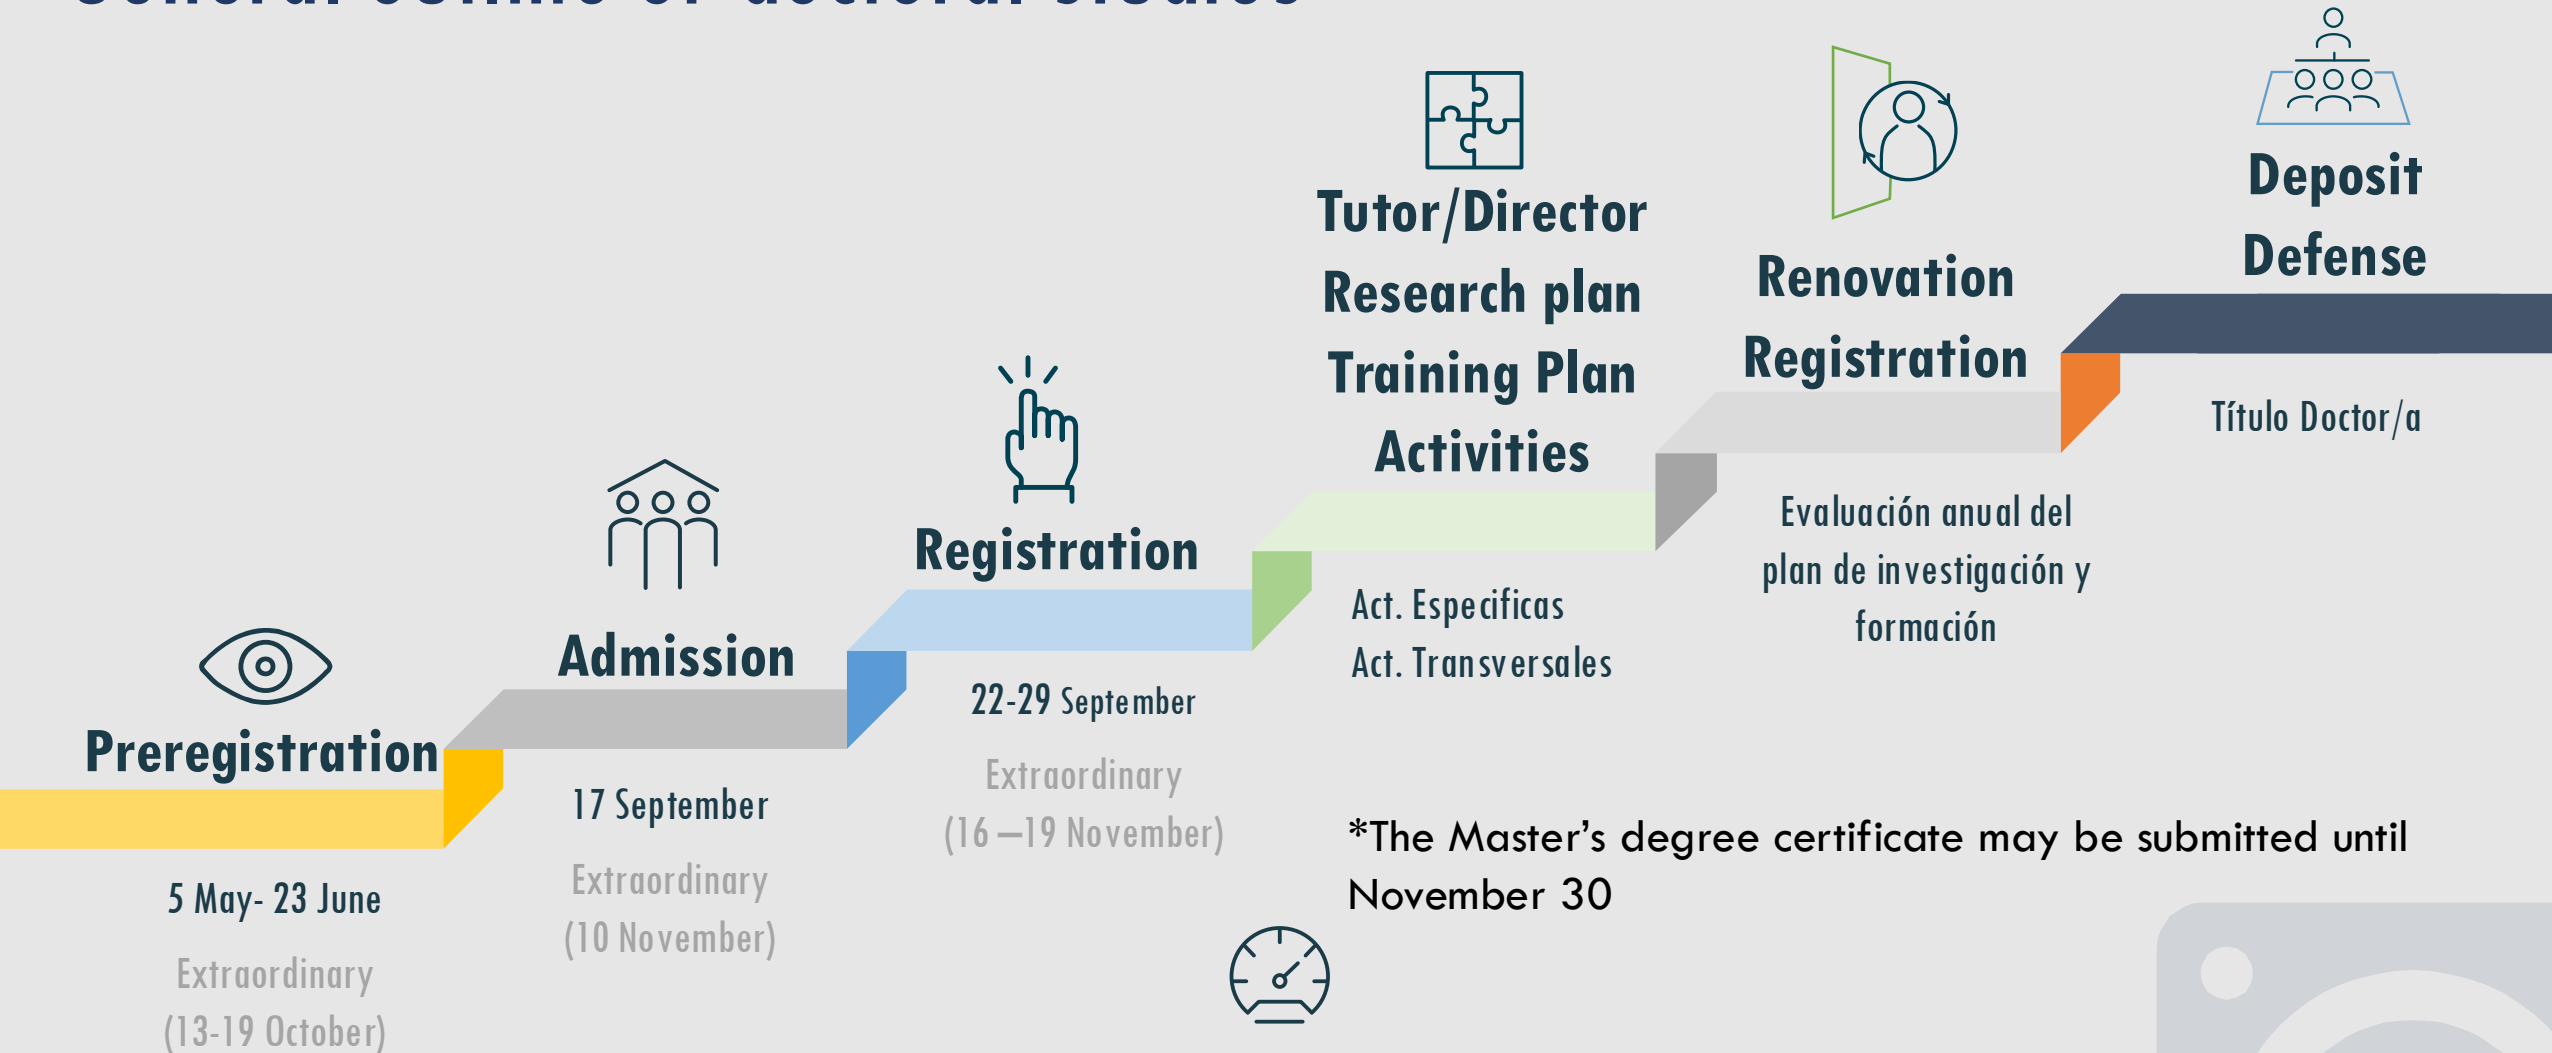 Preregistration
5 May- 23 June
Extraordinary
(13-19 October)
Admission
17 September
Extraordinary
(10 November)
Registration
22-29 September
Extraordinary
(16 –19 November)
Tutor/Director
Research plan
Training Plan
Activities
Act. Especificas
Act. Transversales
Renovation
Registration
Evaluación anual del
plan de investigación y
formación
Deposit
Defense
Título Doctor/a
*The Master’s degree certificate may be submitted until
November 30